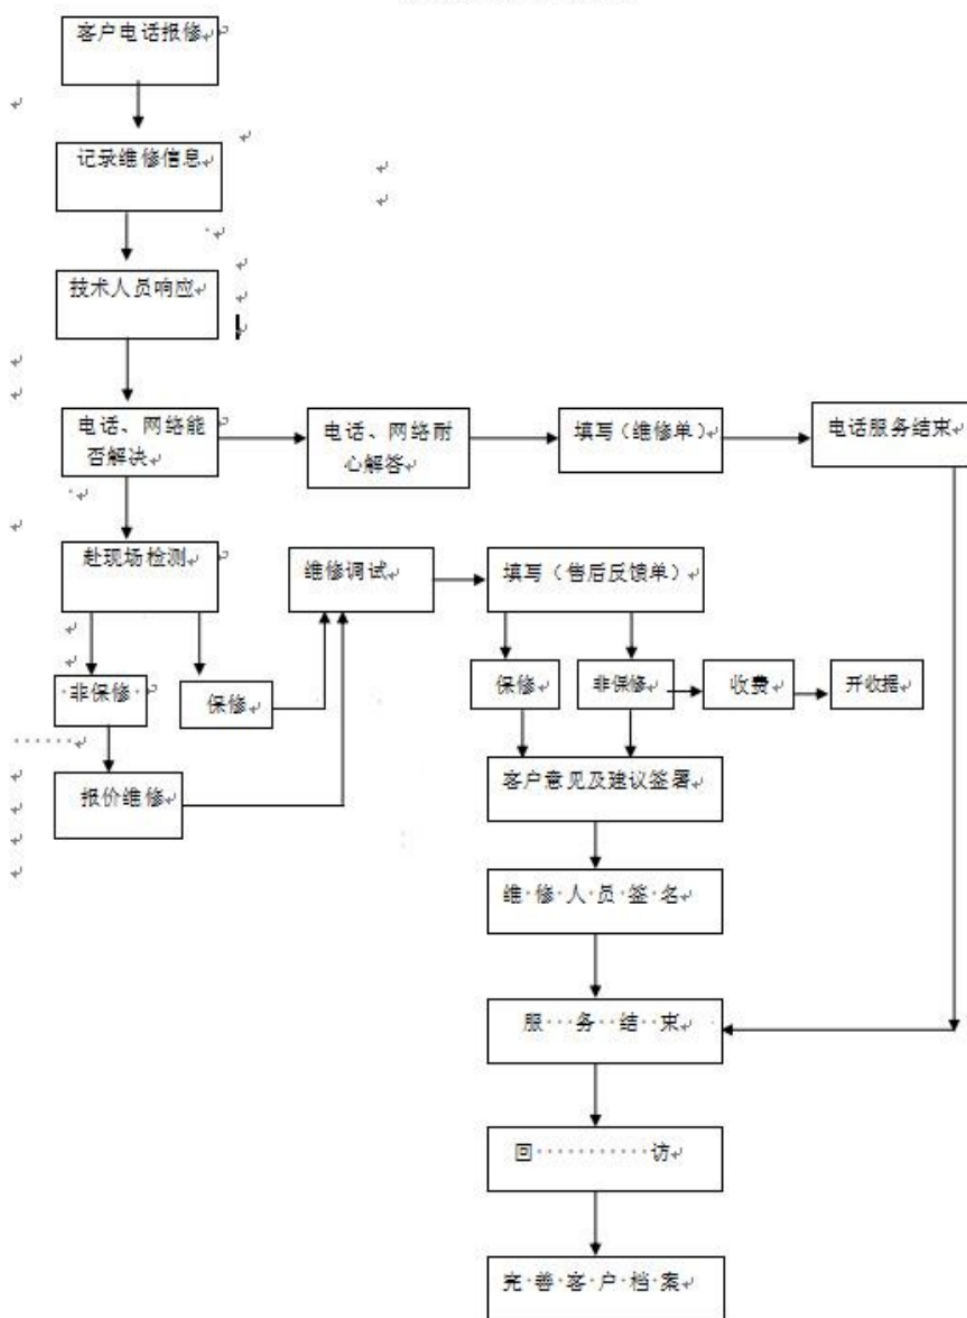 客户电话报修
记录维修信息
技术人员响应
电话、网络能
否解决
电话、网络耐
心解答
填写（维修单）
电话服务结束
赴现场检测
维修调试
填写（售后反馈单）
非保修
保修
保修
非保修
收费
开收据
报价维修
客户意见及建议签署
维修人员签名
服务结束
回访
完善客户档案